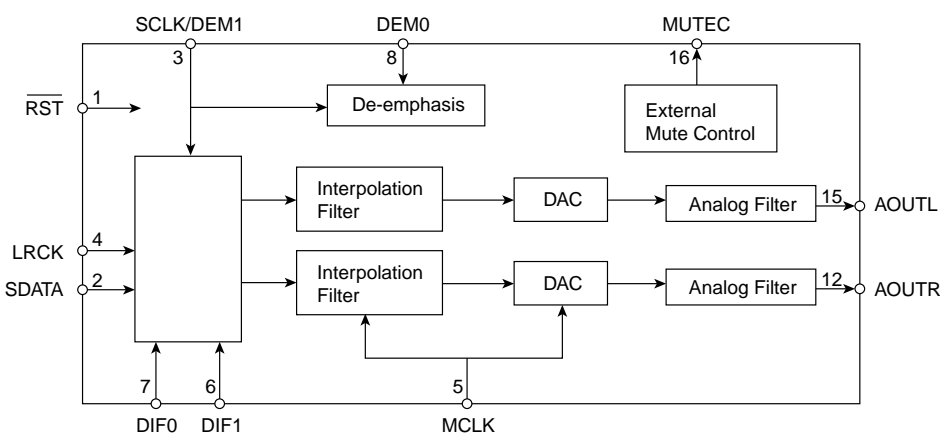 SCLK/DEM1
DEM0
MUTEC
3
8
16
RST
1
De-emphasis
External
Mute Control
Interpolation
Filter
DAC
Analog Filter
15
AOUTL
LRCK
4
SDATA
2
Interpolation
Filter
DAC
Analog Filter
12
AOUTR
7
6
5
DIF0
DIF1
MCLK